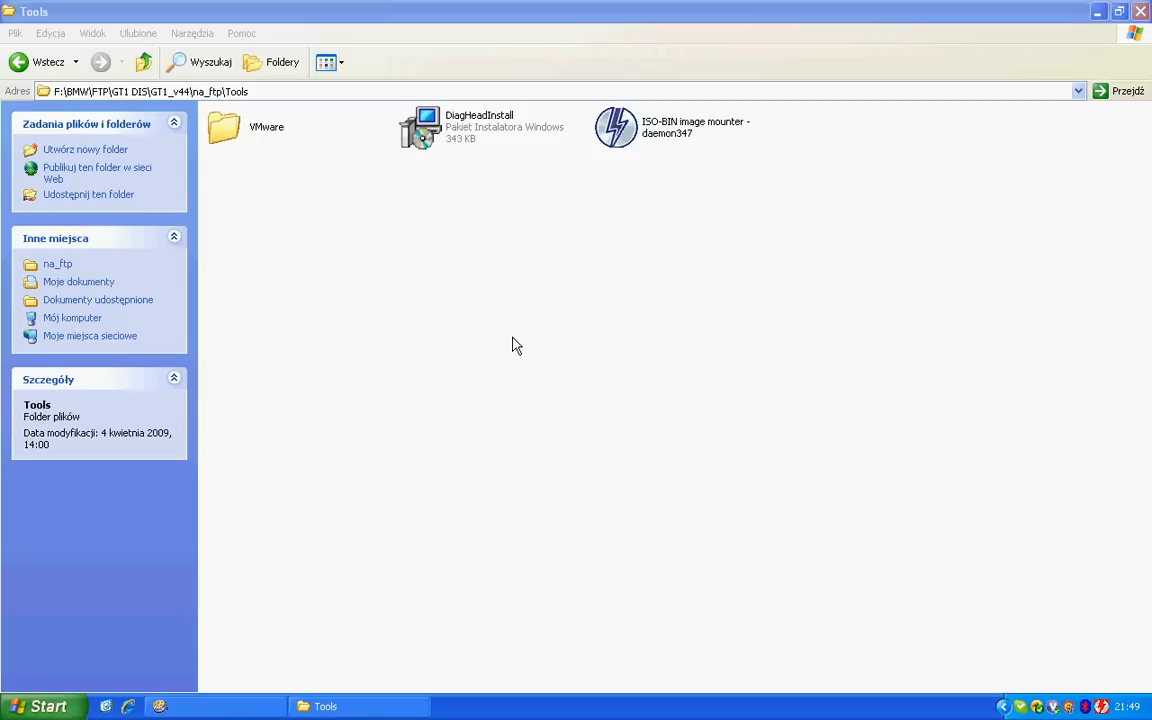 Tools
Plik Edycja Widok Ulubione Narzędzia Pomoc
Wstecz Wyszukaj Foldery
Adres F:\BMW\FTP\GT1 DIS\GT1_v44\na_ftp\Tools Przejdź
Zadania plików i folderów
Utwórz nowy folder
Publikuj ten folder w sieci
Web
Udostępnij ten folder
Inne miejsca
na_ftp
Moje dokumenty
Dokumenty udostępnione
Mój komputer
Moje miejsca sieciowe
Szczegóły
Tools
Folder plików
Data modyfikacji: 4 kwietnia 2009,
14:00
VMware
DiagHeadInstall
Pakiet Instalatora Windows
343 KB
ISO-BIN image mounter -
daemon347
Start Tools 21:49